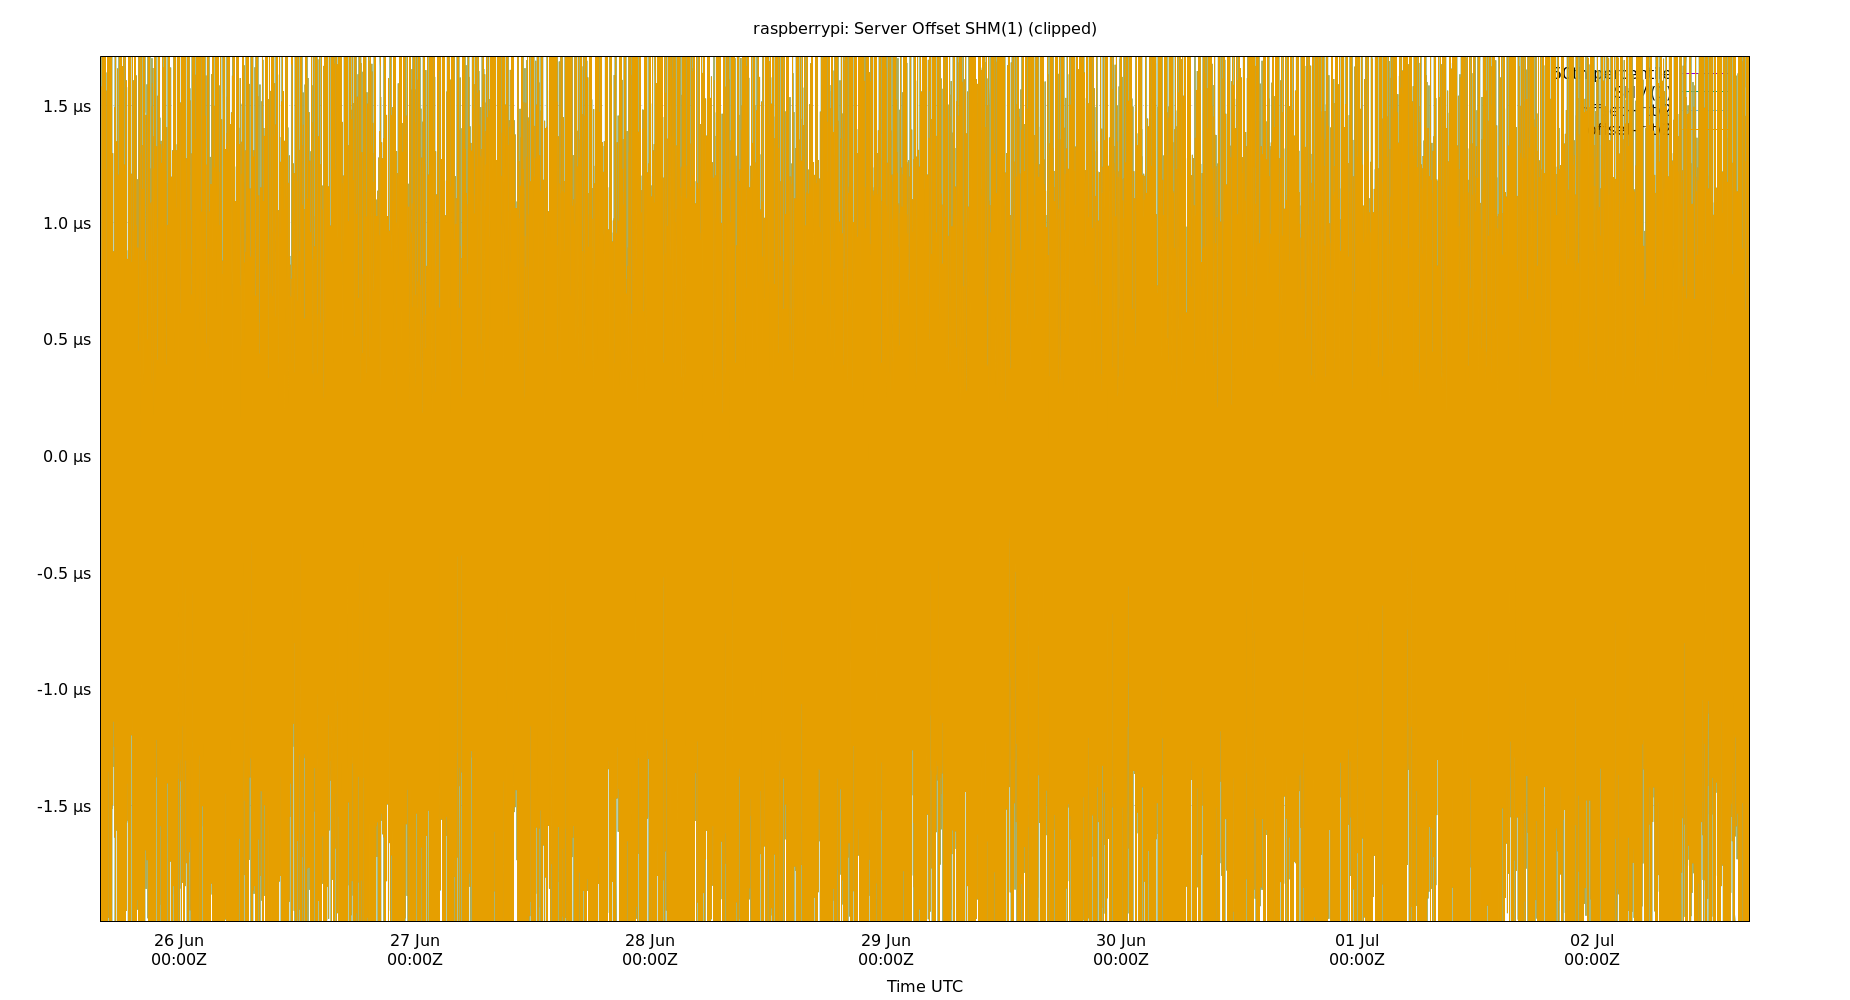 raspberrypi: Server Offset SHM(1) (clipped)
1.5 µs
1.0 µs
0.5 µs
0.0 µs
-0.5 µs
-1.0 µs
-1.5 µs
26 Jun 27 Jun 28 Jun 29 Jun 30 Jun 01 Jul 02 Jul
00:00Z 00:00Z 00:00Z 00:00Z 00:00Z 00:00Z 00:00Z
Time UTC